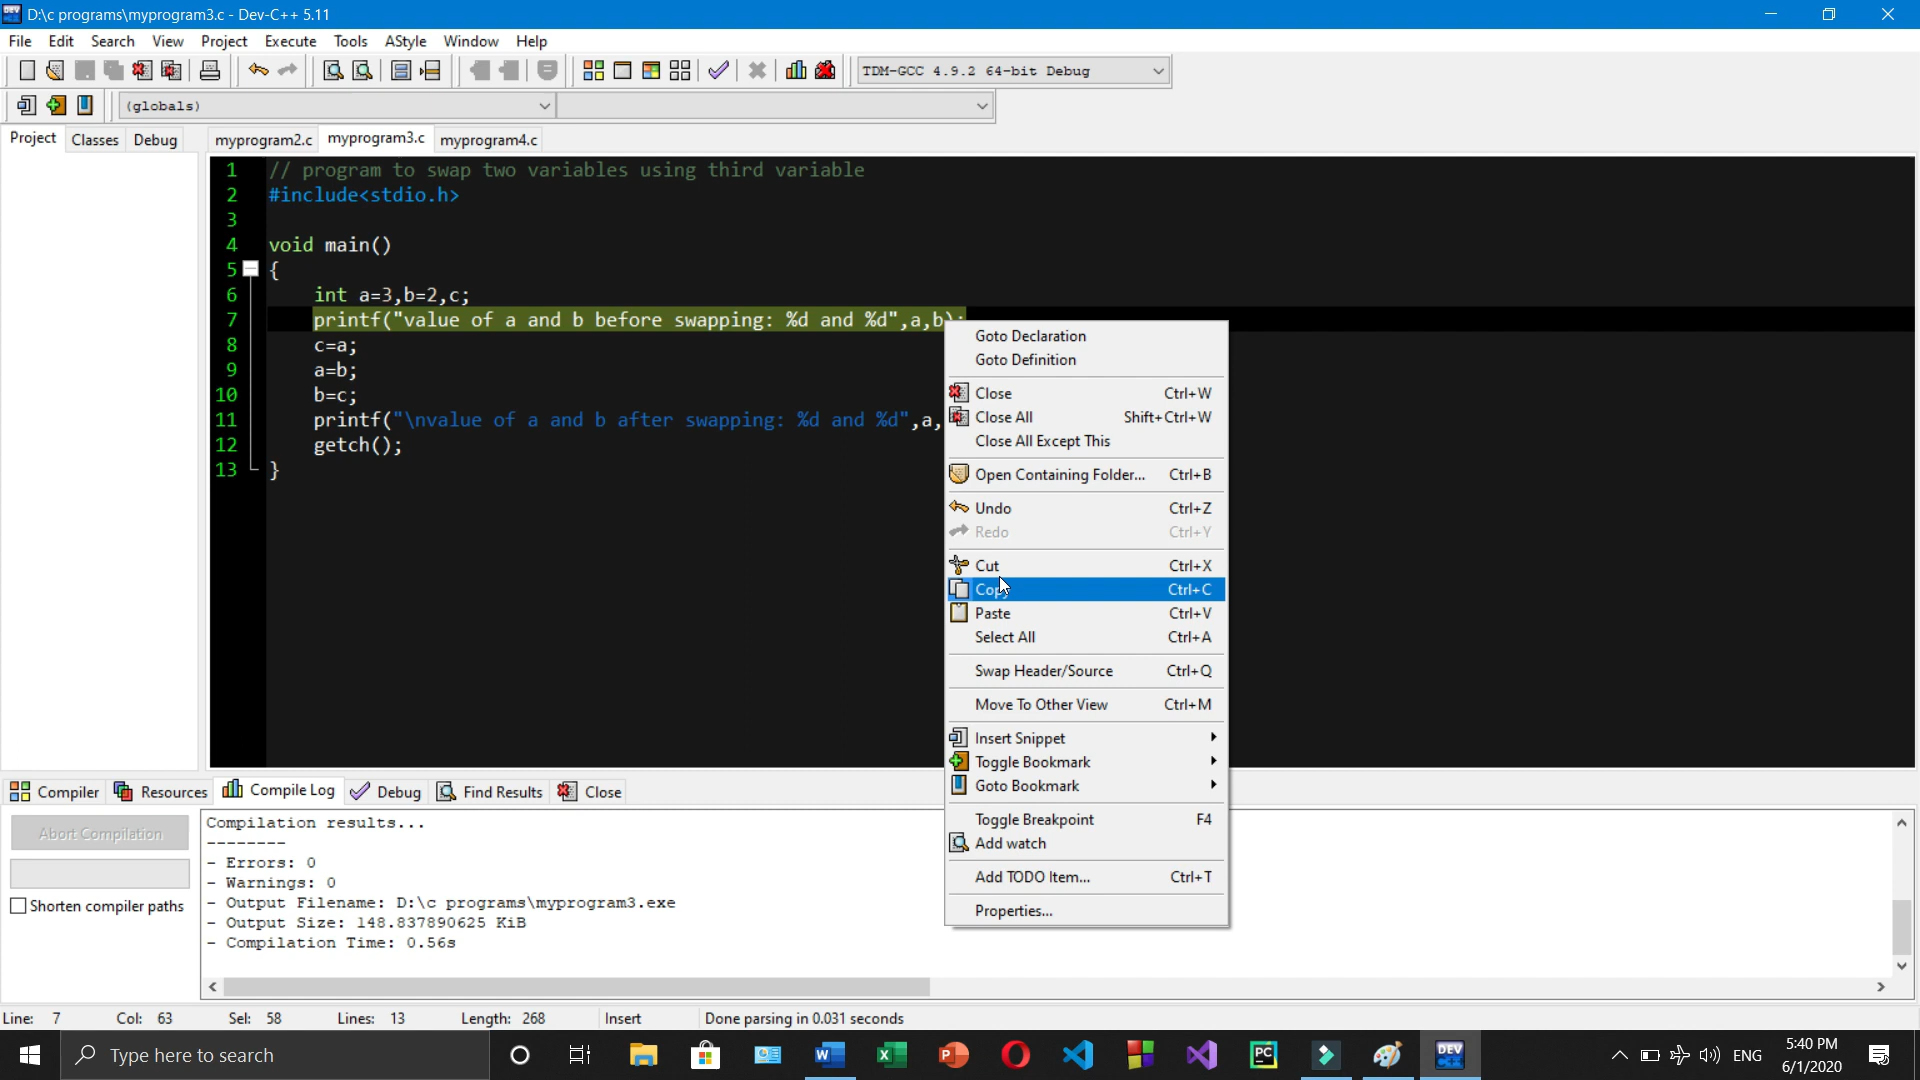 D:\c programs\myprogram3.c - Dev-C++ 5.11
File Edit Search View Project Execute Tools AStyle Window Help
TDM-GCC 4.9.2 64-bit Debug
(globals)
Project Classes Debug myprogram2.c myprogram3.c myprogram4.c
1 // program to swap two variables using third variable
2 #include<stdio.h>
3
4 void main()
5 {
6 int a=3,b=2,c;
7 printf("value of a and b before swapping: %d and %d",a,b);
8 c=a;
9 a=b;
10 b=c;
11 printf("\nvalue of a and b after swapping: %d and %d",a,
12 getch();
13 }
Goto Declaration
Goto Definition
Close Ctrl+W
Close All Shift+Ctrl+W
Close All Except This
Open Containing Folder... Ctrl+B
Undo Ctrl+Z
Redo Ctrl+Y
Cut Ctrl+X
Copy Ctrl+C
Paste Ctrl+V
Select All Ctrl+A
Swap Header/Source Ctrl+Q
Move To Other View Ctrl+M
Insert Snippet
Toggle Bookmark
Goto Bookmark
Toggle Breakpoint F4
Add watch
Add TODO Item... Ctrl+T
Properties...
Compiler Resources Compile Log Debug Find Results Close
Abort Compilation
Shorten compiler paths
Compilation results...
--------
- Errors: 0
- Warnings: 0
- Output Filename: D:\c programs\myprogram3.exe
- Output Size: 148.837890625 KiB
- Compilation Time: 0.56s
Line: 7 Col: 63 Sel: 58 Lines: 13 Length: 268 Insert Done parsing in 0.031 seconds
Type here to search
ENG
5:40 PM
6/1/2020